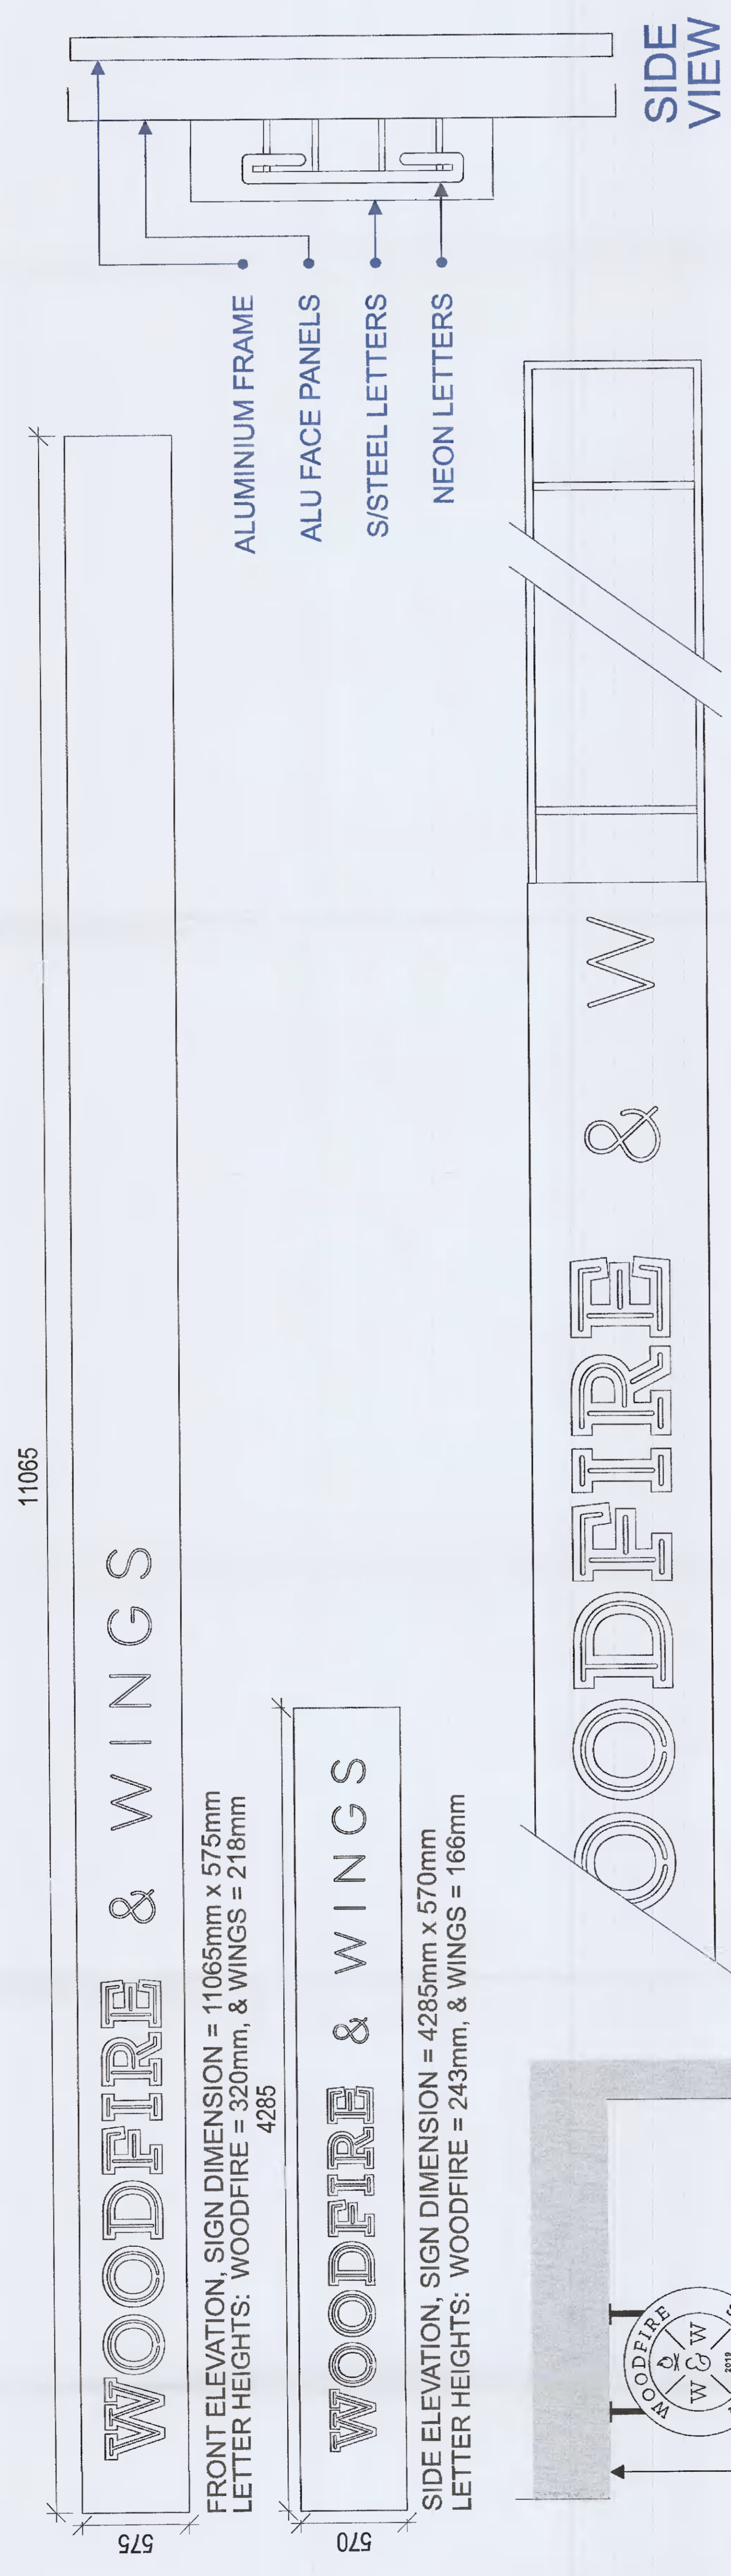 11065
575
WOODFIRE & WINGS
FRONT ELEVATION, SIGN DIMENSION = 11065mm x 575mm
LETTER HEIGHTS: WOODFIRE = 320mm, & WINGS = 218mm
4285
570
WOODFIRE & WINGS
SIDE ELEVATION, SIGN DIMENSION = 4285mm x 570mm
LETTER HEIGHTS: WOODFIRE = 243mm, & WINGS = 166mm
ALUMINIUM FRAME
ALU FACE PANELS
S/STEEL LETTERS
NEON LETTERS
SIDE
VIEW
OODFIRE & W
WOODFIRE
W & W
2019